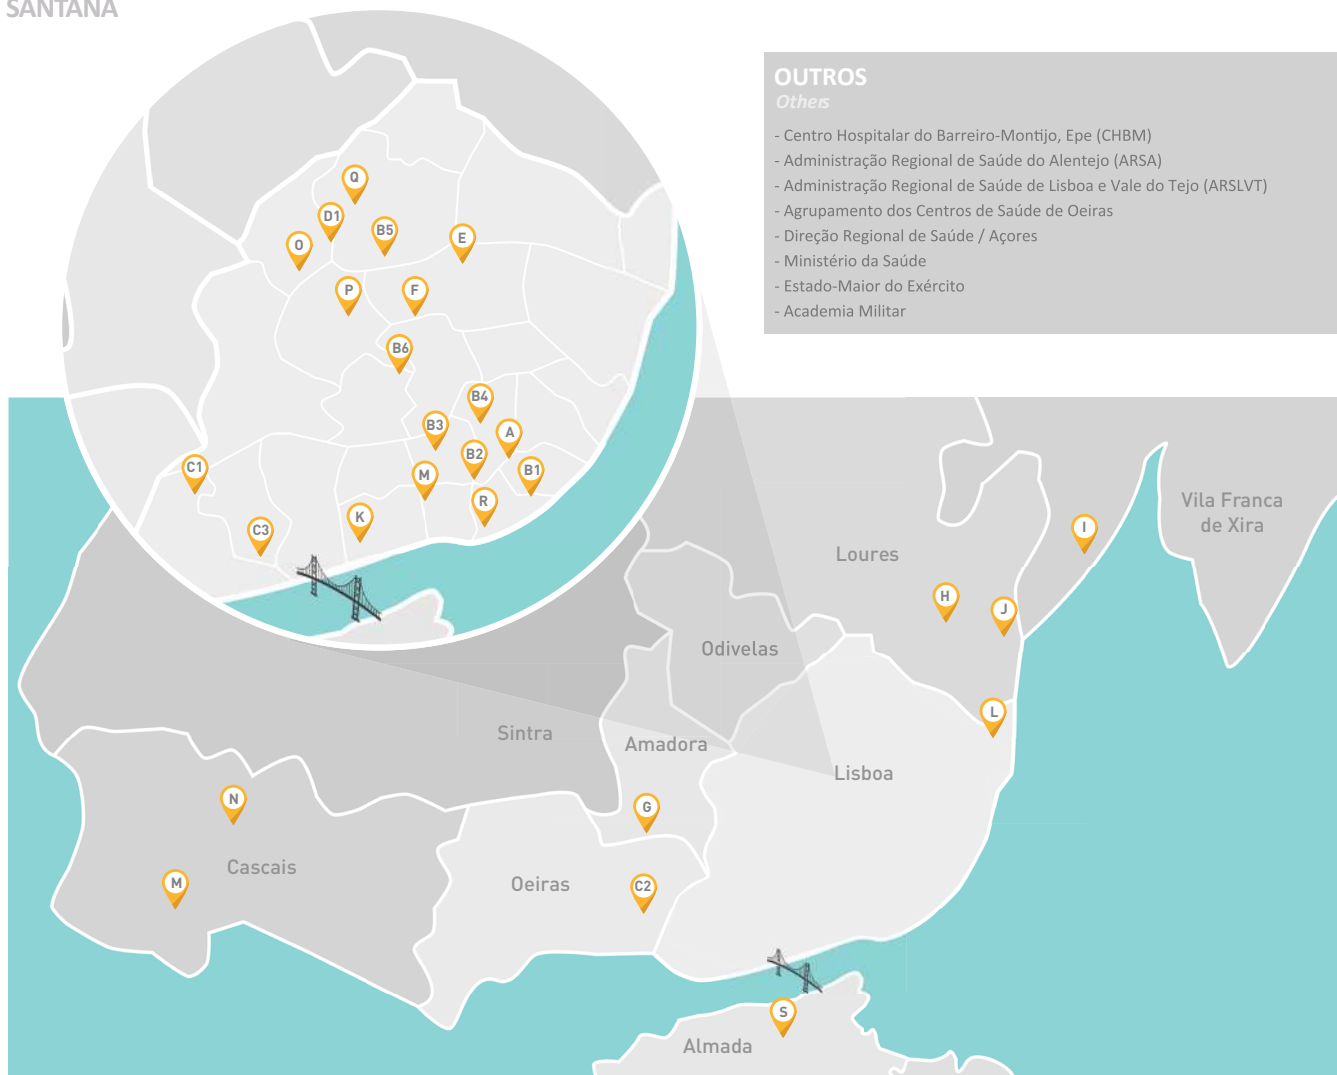 SANTANA
OUTROS
Others
- Centro Hospitalar do Barreiro-Montijo, Epe (CHBM)
- Administração Regional de Saúde do Alentejo (ARSA)
- Administração Regional de Saúde de Lisboa e Vale do Tejo (ARSLVT)
- Agrupamento dos Centros de Saúde de Oeiras
- Direção Regional de Saúde / Açores
- Ministério da Saúde
- Estado-Maior do Exército
- Academia Militar
Q
D1
B5
E
O
P
F
B6
B4
B3
A
B2
B1
C1
M
R
K
C3
Vila Franca
de Xira
I
Loures
H
J
Odivelas
L
Sintra
Amadora
Lisboa
N
G
Cascais
M
Oeiras
C2
S
Almada